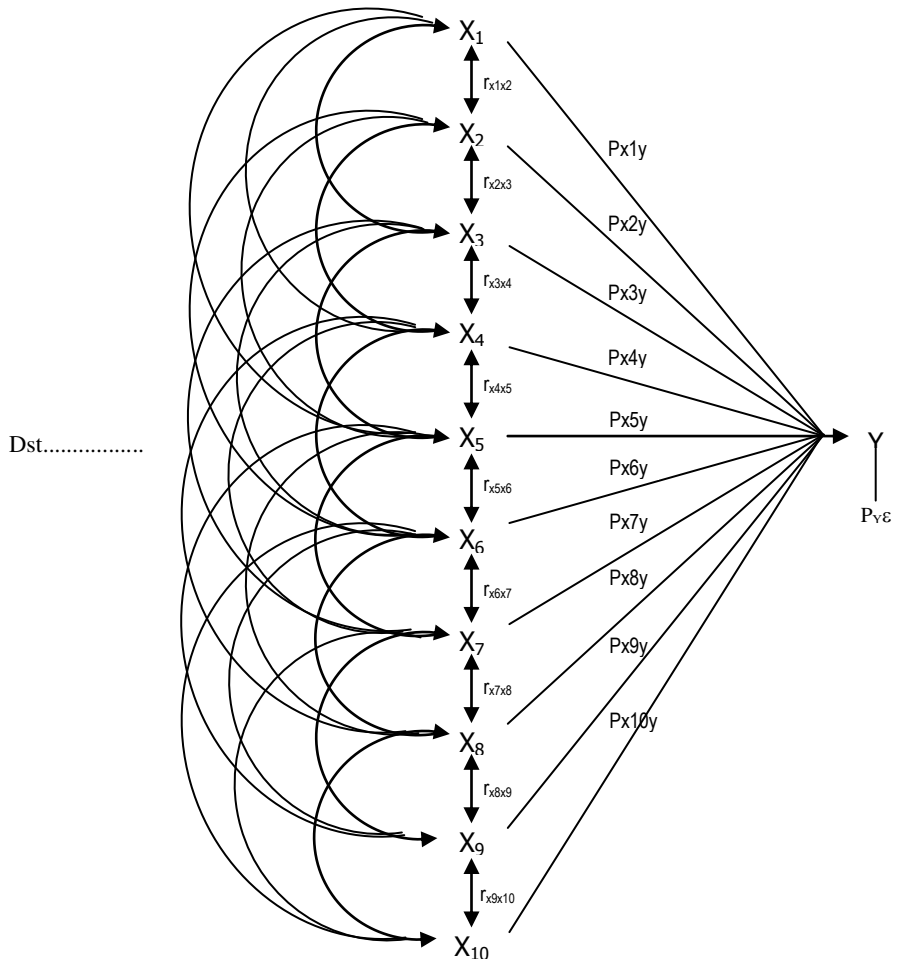 X₁
rₓ₁ₓ₂
X₂
Px1y
rₓ₂ₓ₃
Px2y
X₃
Px3y
rₓ₃ₓ₄
X₄
Px4y
rₓ₄ₓ₅
Px5y
Dst..................
X₅
Y
Px6y
rₓ₅ₓ₆
PYε
X₆
Px7y
Px8y
rₓ₆ₓ₇
X₇
Px9y
rₓ₇ₓ₈
Px10y
X₈
rₓ₈ₓ₉
X₉
rₓ₉ₓ₁₀
X₁₀